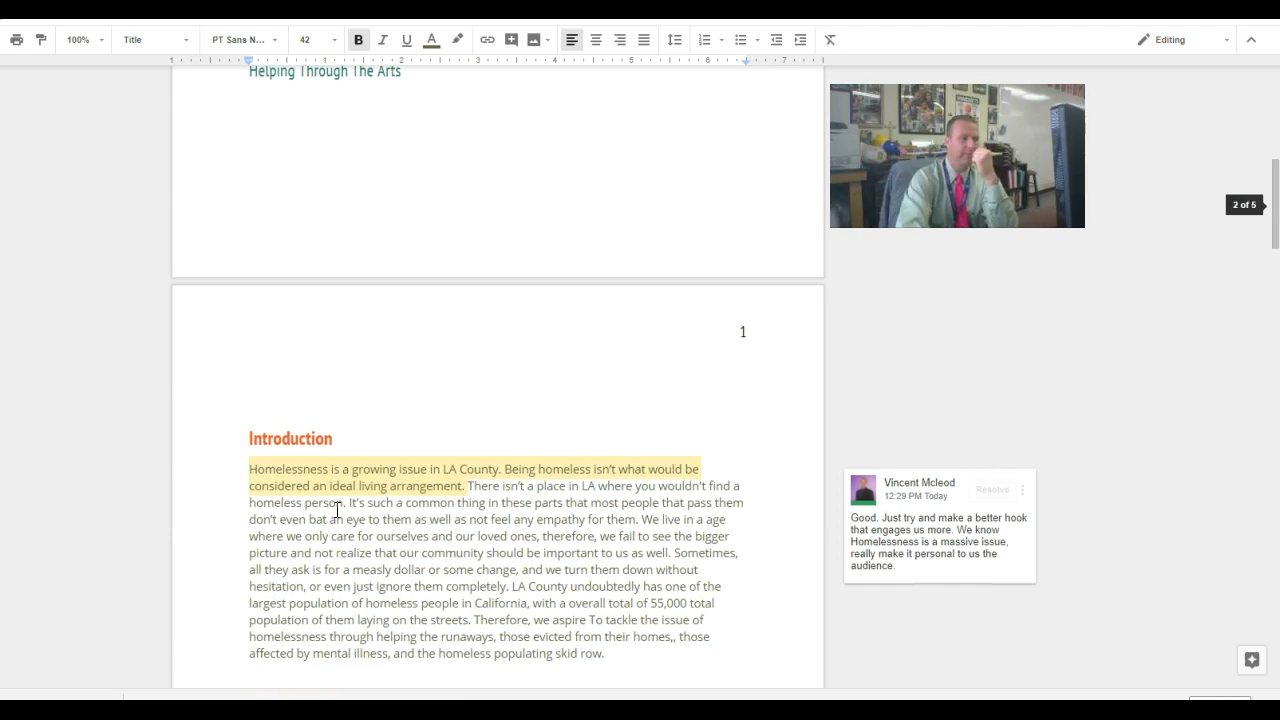 100% Title PT Sans N... 42 B I U A Editing
1 1 2 3 4 5 6 7
Helping Through The Arts
2 of 5
1
Introduction
Homelessness is a growing issue in LA County. Being homeless isn't what would be
considered an ideal living arrangement. There isn't a place in LA where you wouldn't find a
homeless person. It's such a common thing in these parts that most people that pass them
don't even bat an eye to them as well as not feel any empathy for them. We live in a age
where we only care for ourselves and our loved ones, therefore, we fail to see the bigger
picture and not realize that our community should be important to us as well. Sometimes,
all they ask is for a measly dollar or some change, and we turn them down without
hesitation, or even just ignore them completely. LA County undoubtedly has one of the
largest population of homeless people in California, with a overall total of 55,000 total
population of them laying on the streets. Therefore, we aspire To tackle the issue of
homelessness through helping the runaways, those evicted from their homes,, those
affected by mental illness, and the homeless populating skid row.
Vincent Mcleod
12:29 PM Today
Resolve
Good. Just try and make a better hook
that engages us more. We know
Homelessness is a massive issue,
really make it personal to us the
audience.